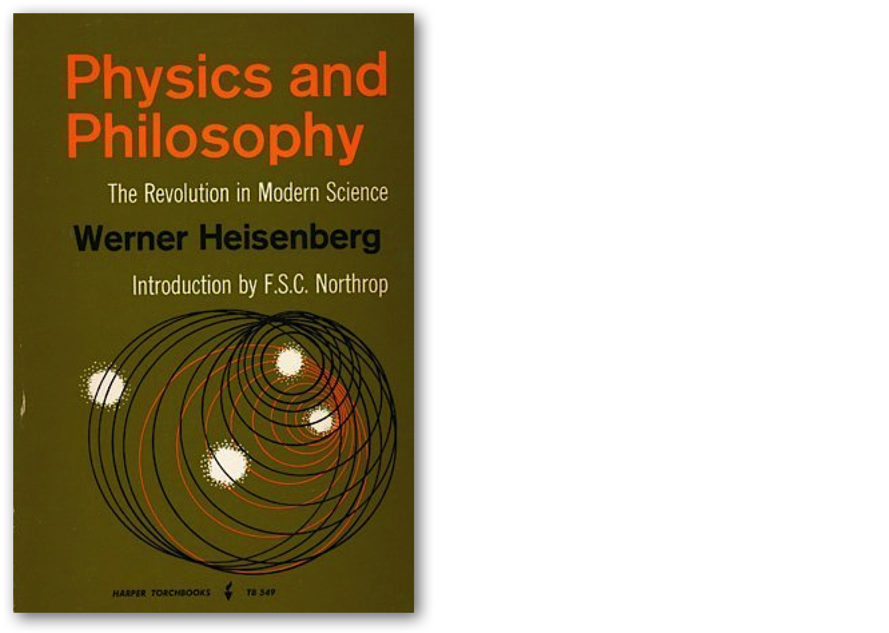 Physics and
Philosophy
The Revolution in Modern Science
Werner Heisenberg
Introduction by F.S.C. Northrop
HARPER TORCHBOOKS TB 549